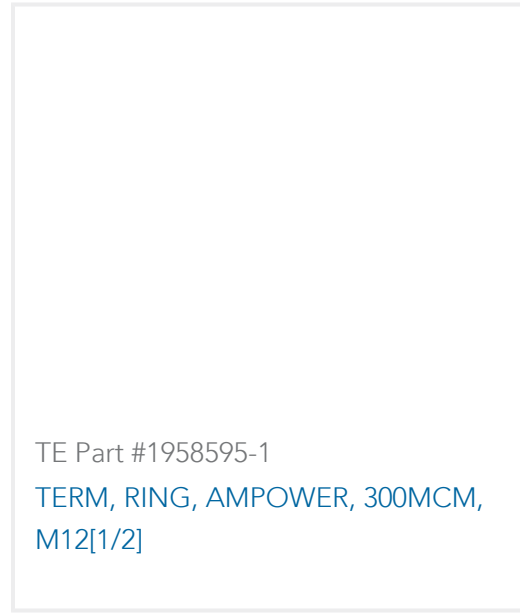 TE Part #1958595-1
TERM, RING, AMPOWER, 300MCM,
M12[1/2]